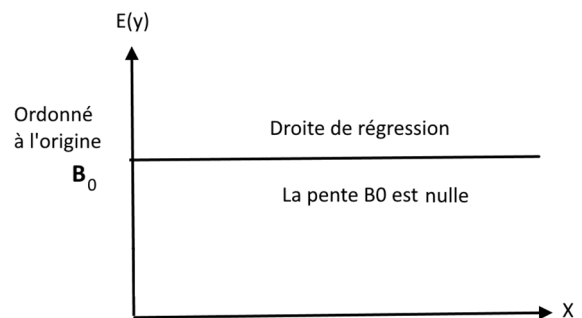 E(y)
Ordonné
à l'origine
B₀
Droite de régression
La pente B0 est nulle
X